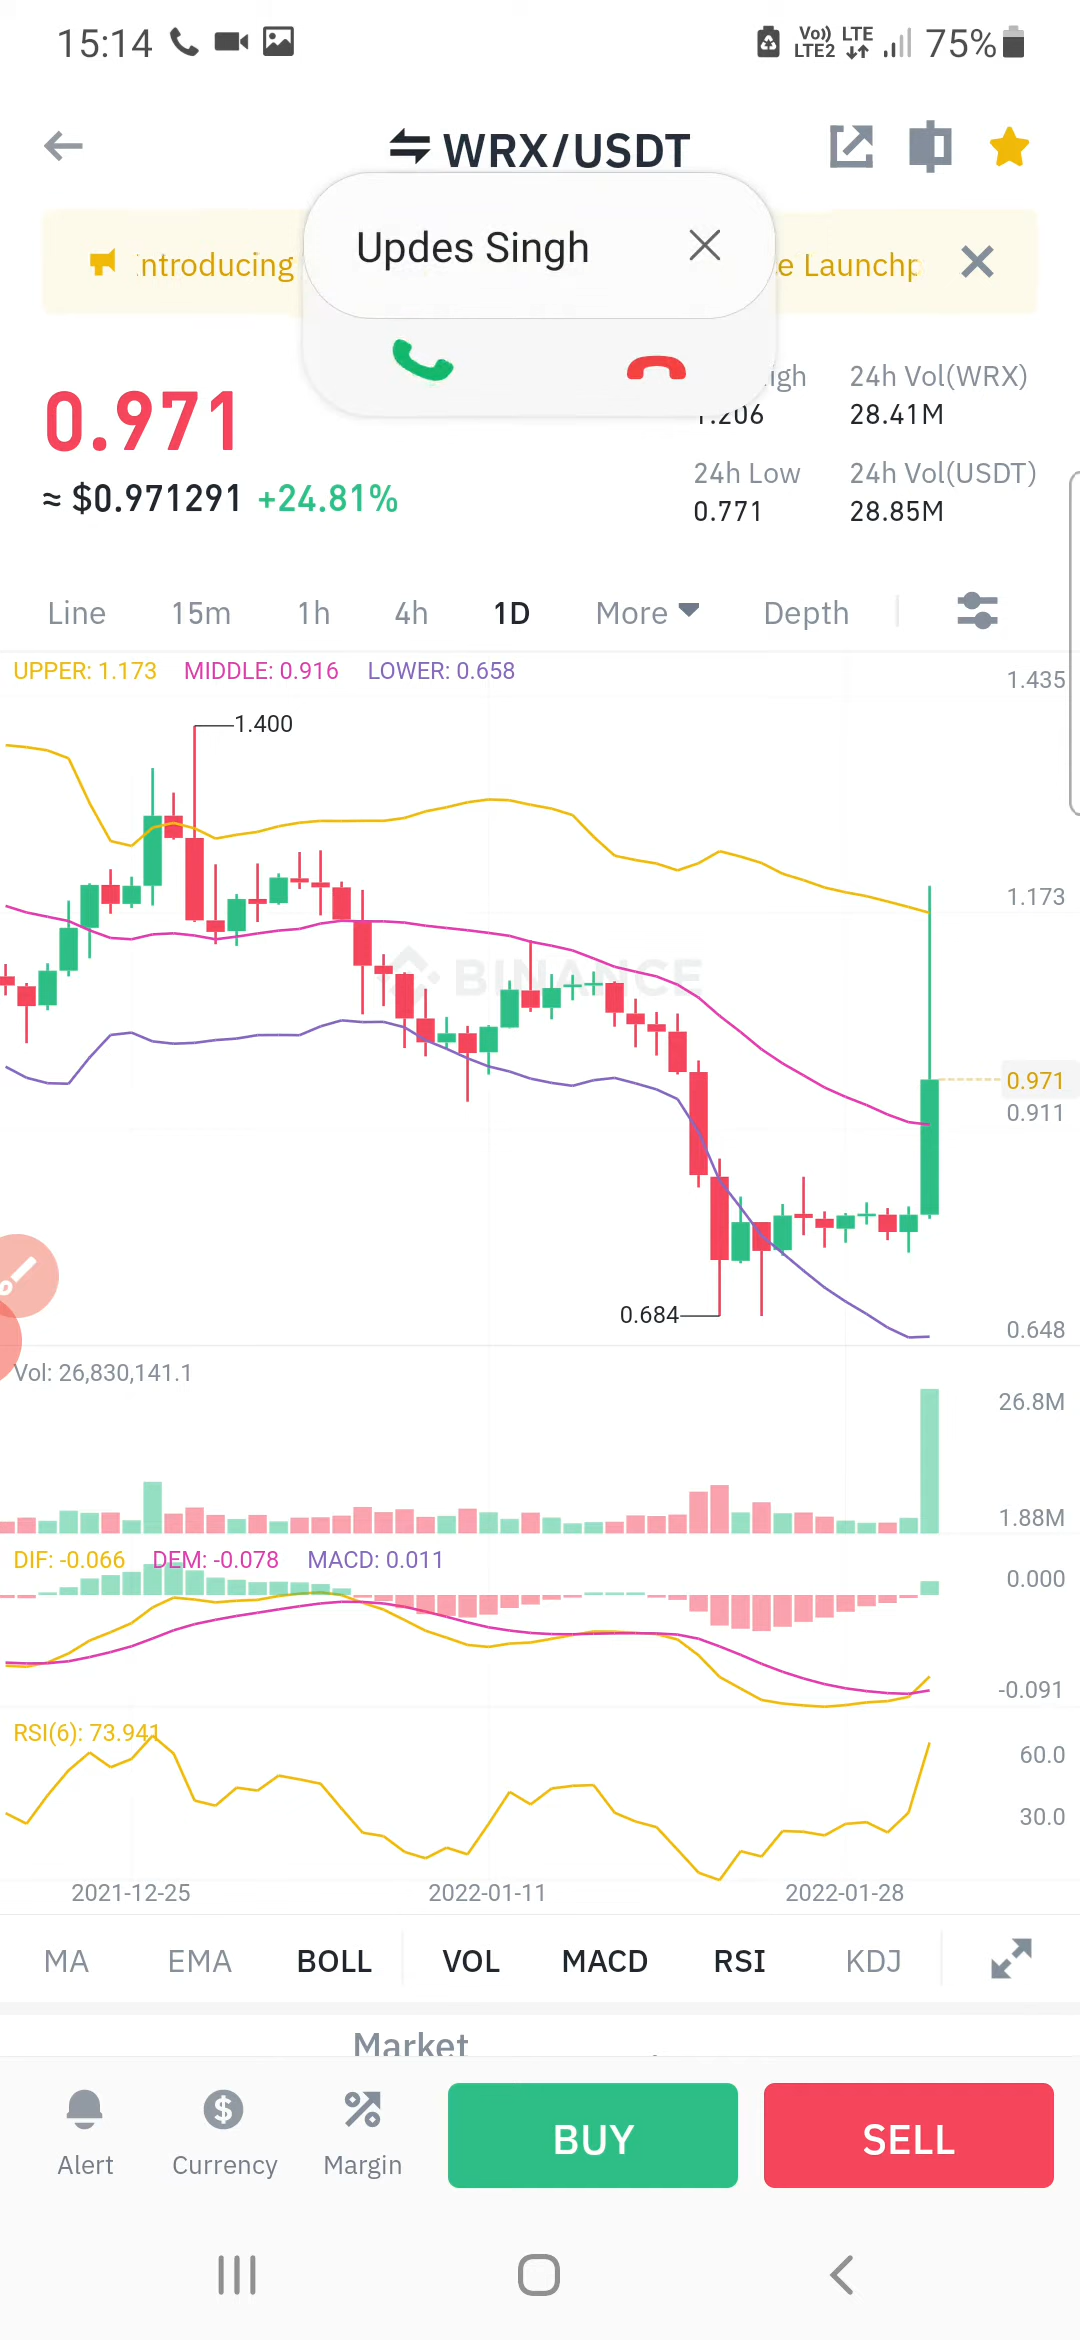 15:14
Vo)) LTE
LTE2
75%
WRX/USDT
Updes Singh
ntroducing
e Launchp
0.971
≈ $0.971291 +24.81%
igh
1.206
24h Vol(WRX)
28.41M
24h Low
0.771
24h Vol(USDT)
28.85M
Line 15m 1h 4h 1D More Depth
UPPER: 1.173 MIDDLE: 0.916 LOWER: 0.658
1.435
1.400
1.173
BINANCE
0.971
0.911
0.684
0.648
Vol: 26,830,141.1
26.8M
1.88M
DIF: -0.066 DEM: -0.078 MACD: 0.011
0.000
-0.091
RSI(6): 73.941
60.0
30.0
2021-12-25 2022-01-11 2022-01-28
MA EMA BOLL VOL MACD RSI KDJ
Market
Alert Currency Margin BUY SELL